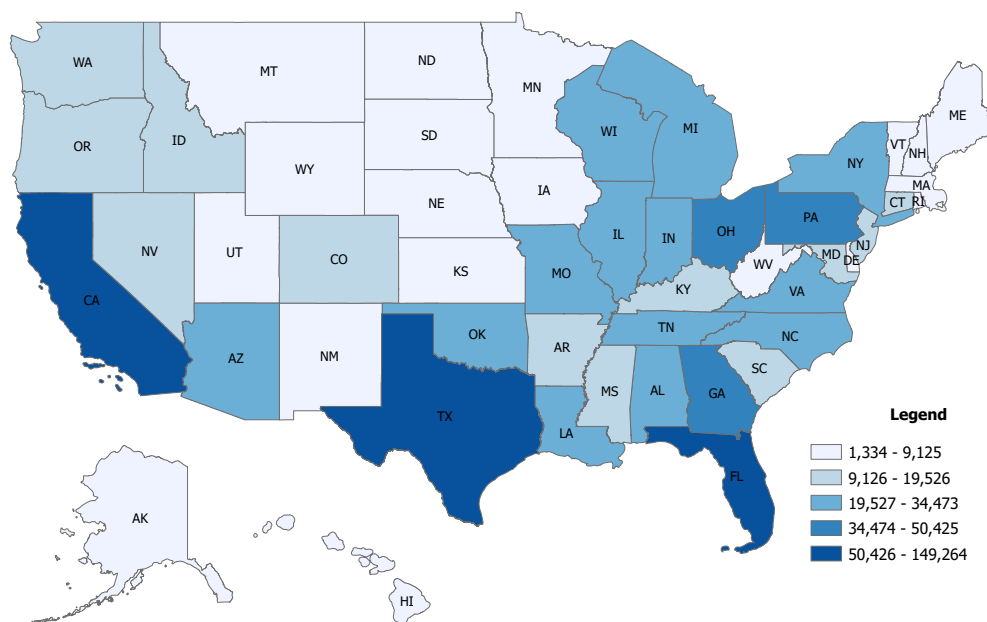 WA
MT
ND
MN
ME
OR
ID
SD
WI
MI
VT
NH
NY
WY
IA
MA
CT
RI
NE
PA
NV
UT
CO
IL
IN
OH
NJ
MD
DE
WV
KS
MO
KY
VA
CA
AZ
NM
OK
AR
TN
NC
SC
MS
AL
GA
TX
LA
FL
AK
HI
Legend
1,334 - 9,125
9,126 - 19,526
19,527 - 34,473
34,474 - 50,425
50,426 - 149,264